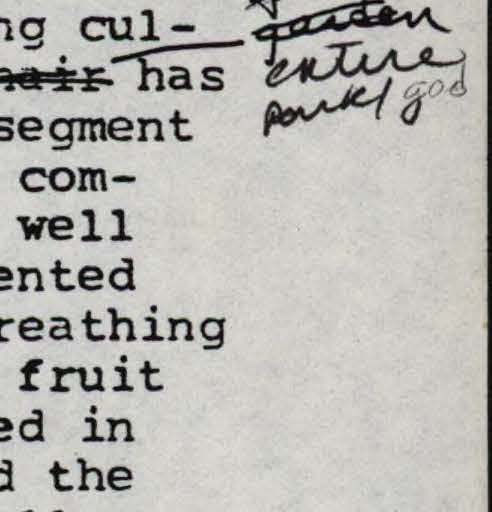 ng cul-
garden
hair has
entire
park/ god
segment
com-
well
ented
reathing
fruit
ed in
d the